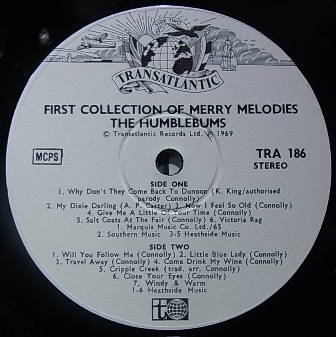 SIDE TWO
TRANSATLANTIC
FIRST COLLECTION OF MERRY MELODIES
THE HUMBLEBUMS
© Transatlantic Records Ltd. ℗ 1969
MCPS
TRA 186
STEREO
SIDE ONE
1. Why Don't They Come Back To Dunoon (K. King/authorised
parody Connolly)
2. My Dixie Darling (A. P. Carter) 3. Now I Feel So Old (Connolly)
4. Give Me A Little Of Your Time (Connolly)
5. Salt Coats At The Fair (Connolly) 6. Victoria Rag
1. Marquis Music Co. Ltd./65
2. Southern Music 3-5 Heathside Music
SIDE TWO
1. Will You Follow Me (Connolly) 2. Little Blue Lady (Connolly)
3. Travel Away (Connolly) 4. Come Drink My Wine (Connolly)
5. Cripple Creek (trad. arr. Connolly)
6. Close Your Eyes (Connolly)
7. Windy & Warm
1-6 Heathside Music